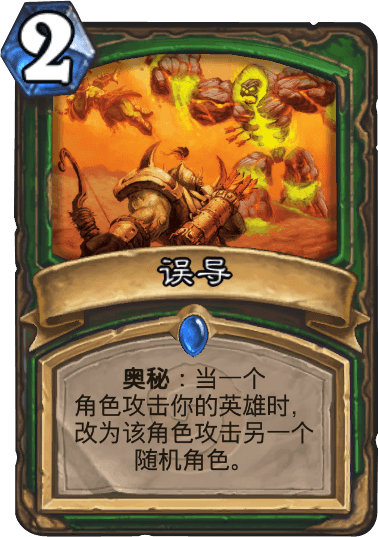 2
误导
奥秘：当一个
角色攻击你的英雄时，
改为该角色攻击另一个
随机角色。